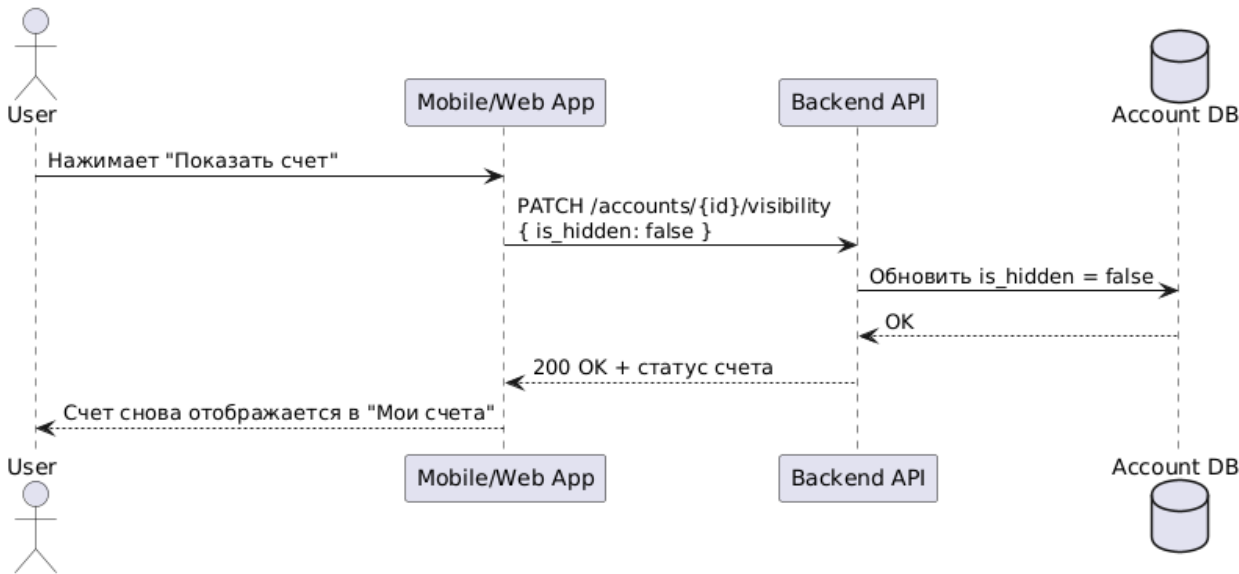 User
Mobile/Web App
Backend API
Account DB
Нажимает "Показать счет"
PATCH /accounts/{id}/visibility
{ is_hidden: false }
Обновить is_hidden = false
OK
200 OK + статус счета
Счет снова отображается в "Мои счета"
User
Mobile/Web App
Backend API
Account DB